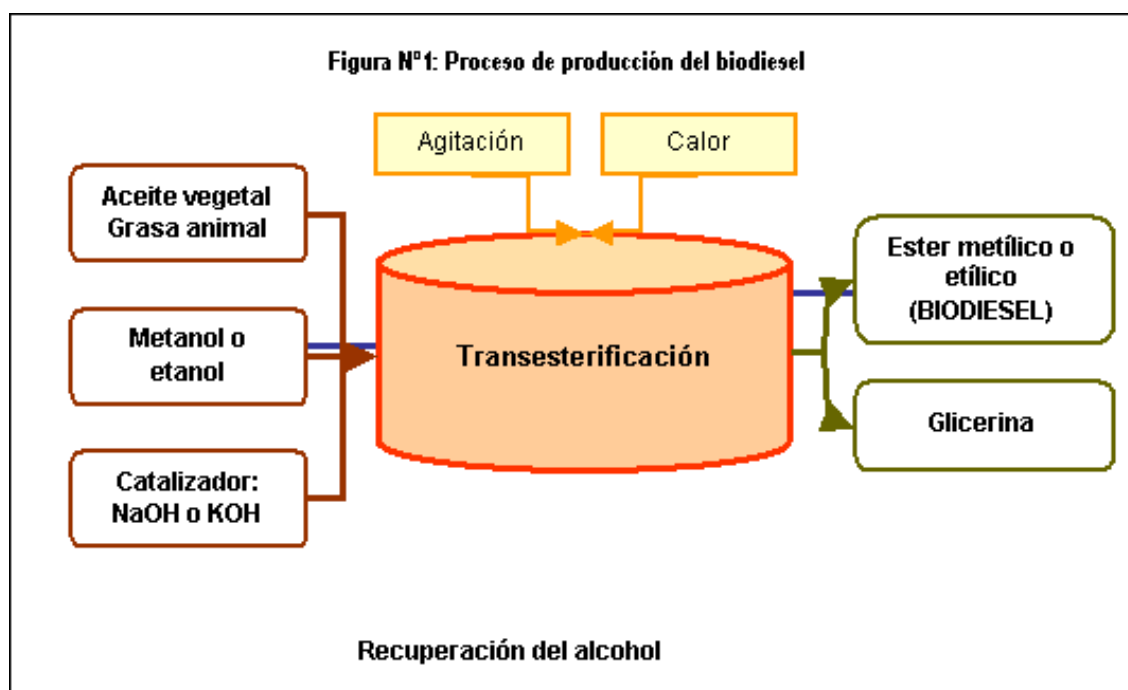 Figura Nº1: Proceso de producción del biodiesel
Agitación
Calor
Aceite vegetal
Grasa animal
Metanol o
etanol
Catalizador:
NaOH o KOH
Transesterificación
Ester metílico o
etílico
(BIODIESEL)
Glicerina
Recuperación del alcohol